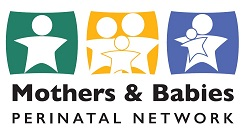 Mothers & Babies
PERINATAL NETWORK